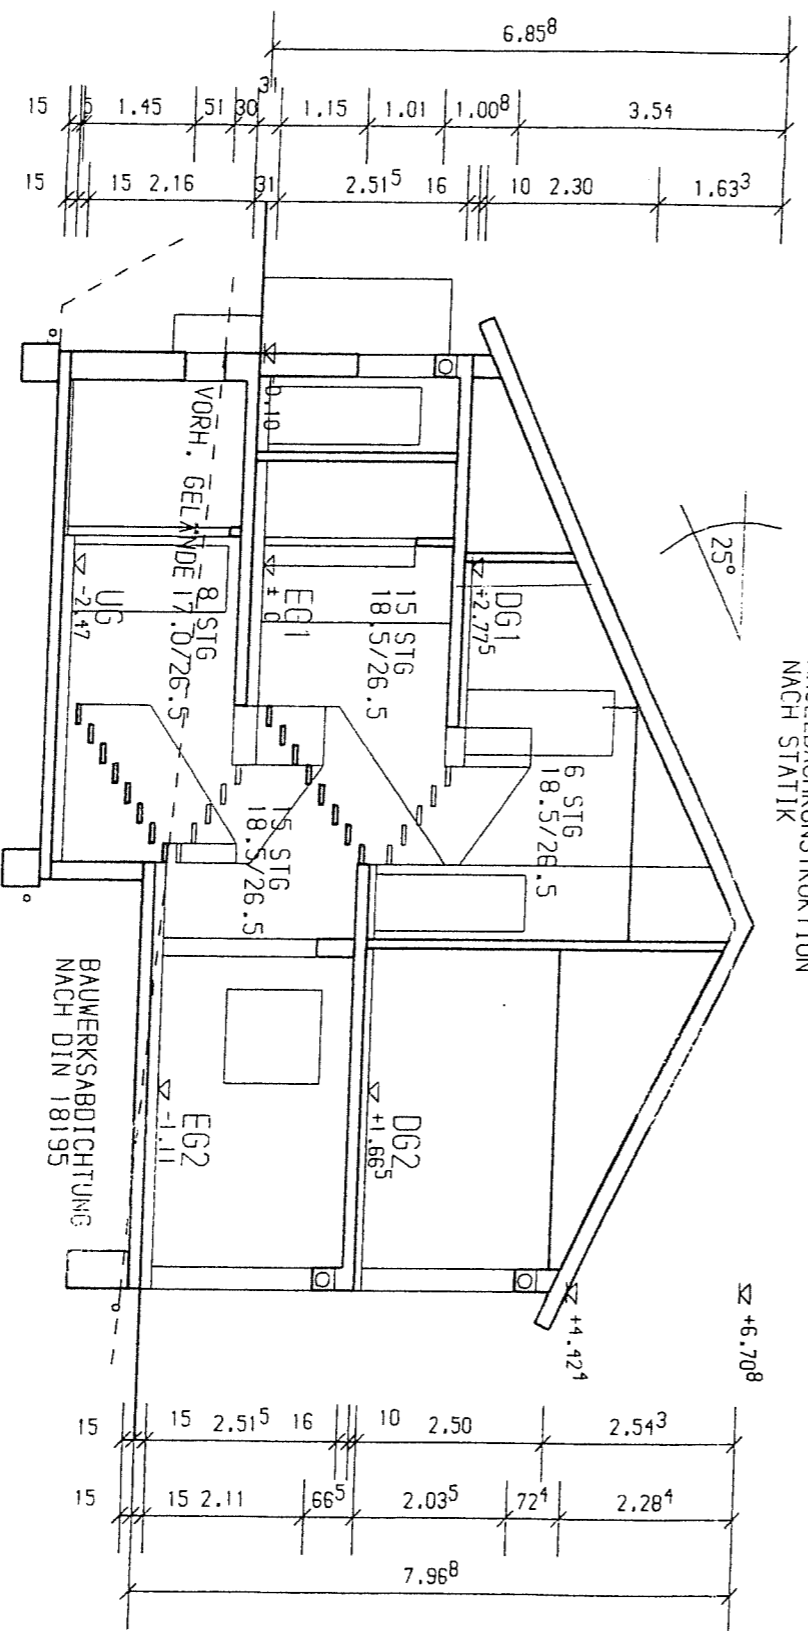 6.85⁸
31
15 5 1.45 51 30 1.15 1.01 1.00⁸ 3.54
15 15 2.16 31 2.51⁵ 16 10 2.30 1.63³
NACH STATIK
25°
0.10
VORH. GELÄNDE
8 STG
17.0/26.5
UG
-2.47
EG1
± 0
15 STG
18.5/26.5
DG1
+2.77⁵
6 STG
18.5/26.5
15 STG
18.5/26.5
BAUWERKSABDICHTUNG
NACH DIN 18195
EG2
-1.11
DG2
+1.66⁵
+4.42⁴
+6.70⁸
15 15 2.51⁵ 16 10 2.50 2.54³
15 15 2.11 66⁵ 2.03⁵ 72⁴ 2.28⁴
7.96⁸